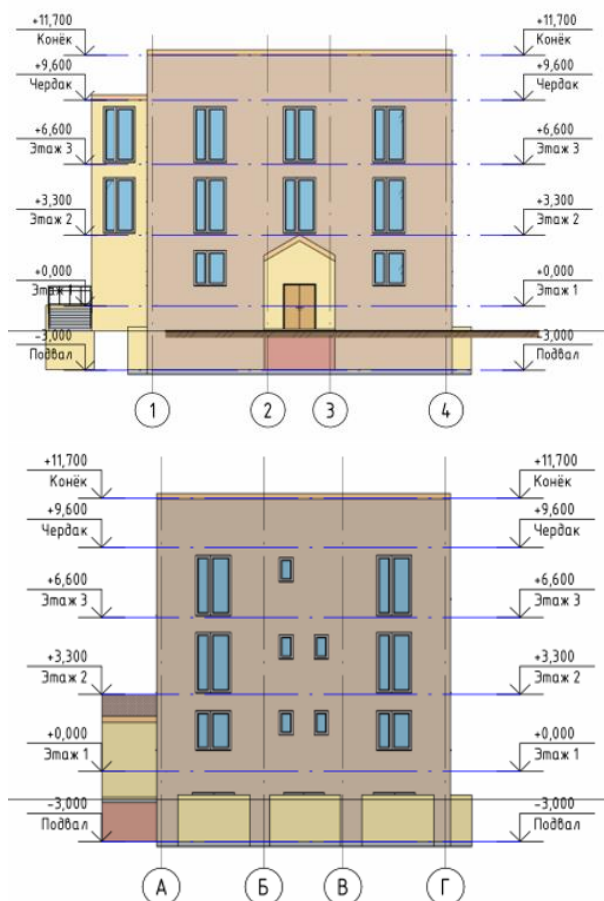 +11,700
Конёк
+9,600
Чердак
+6,600
Этаж 3
+3,300
Этаж 2
+0,000
Этаж 1
-3,000
Подвал
+11,700
Конёк
+9,600
Чердак
+6,600
Этаж 3
+3,300
Этаж 2
+0,000
Этаж 1
-3,000
Подвал
1
2
3
4
+11,700
Конёк
+9,600
Чердак
+6,600
Этаж 3
+3,300
Этаж 2
+0,000
Этаж 1
-3,000
Подвал
+11,700
Конёк
+9,600
Чердак
+6,600
Этаж 3
+3,300
Этаж 2
+0,000
Этаж 1
-3,000
Подвал
А
Б
В
Г